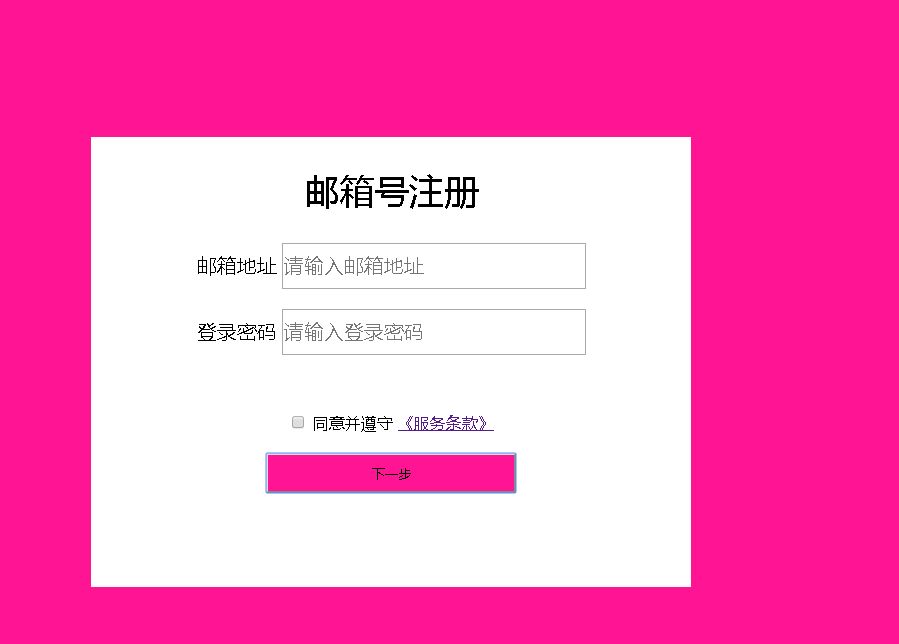 邮箱号注册
邮箱地址 请输入邮箱地址
登录密码 请输入登录密码
同意并遵守 《服务条款》
下一步